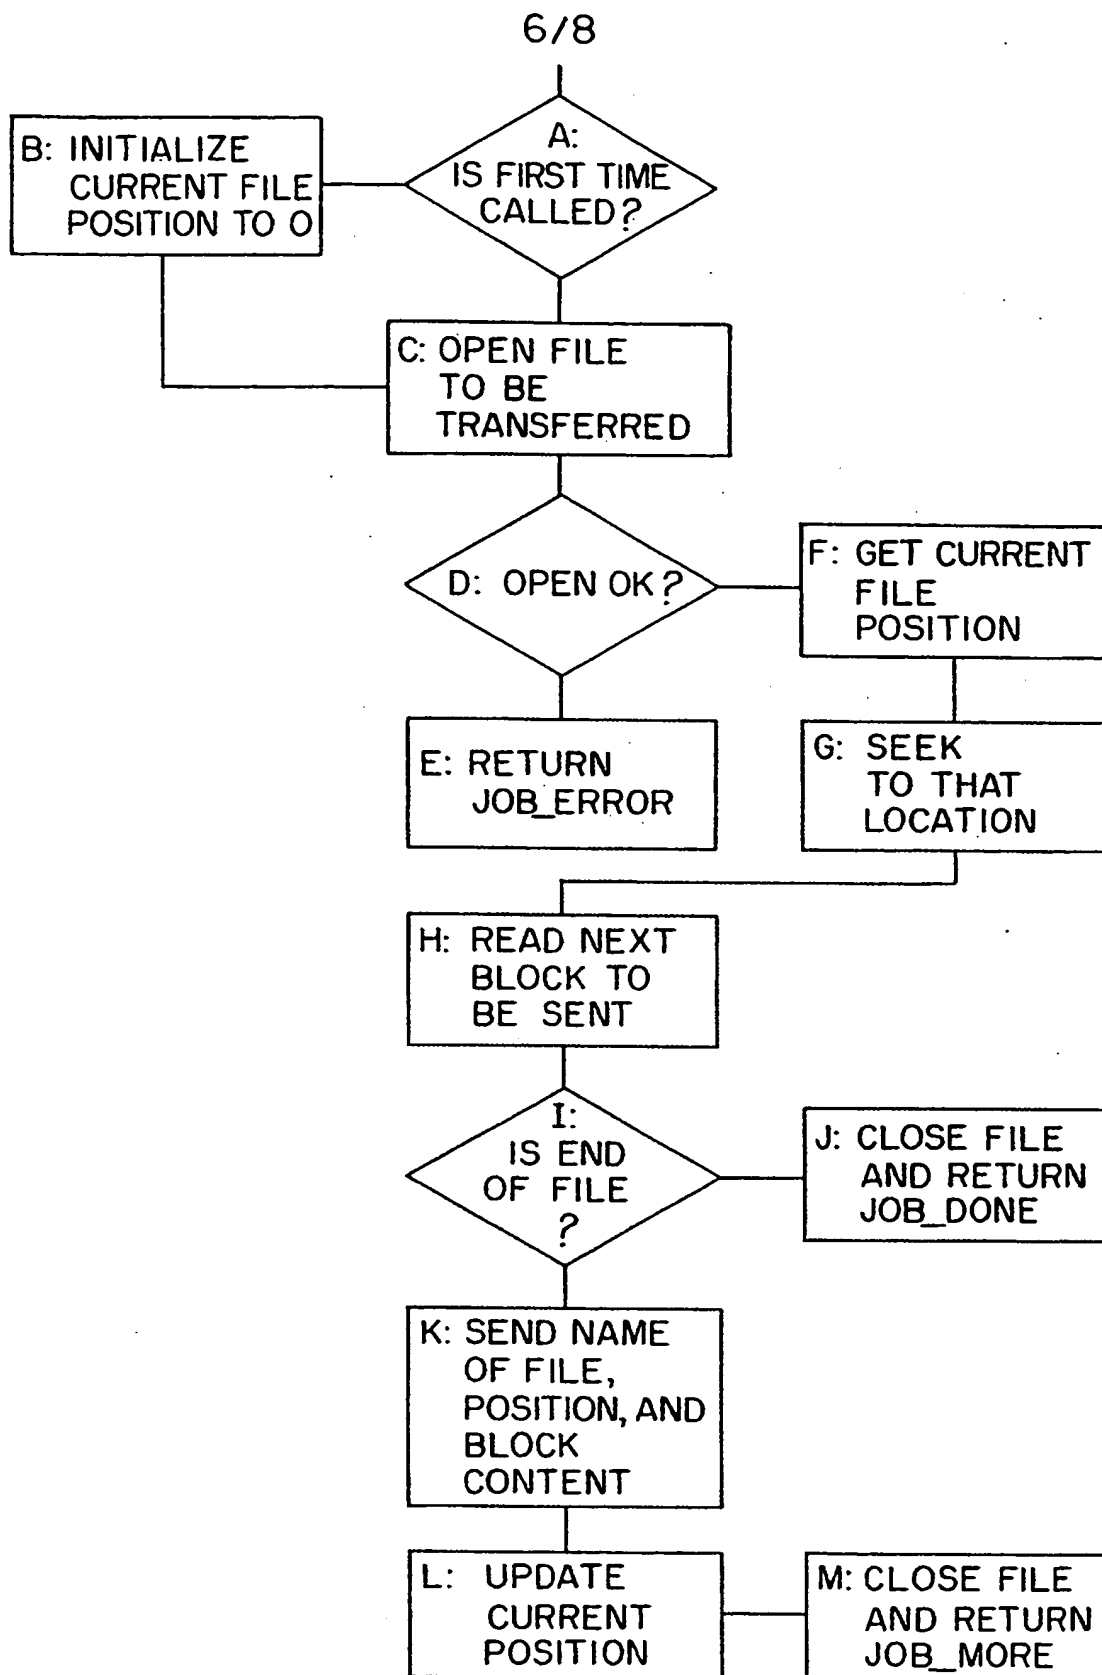 6/8
A:
IS FIRST TIME
CALLED?
B: INITIALIZE
CURRENT FILE
POSITION TO 0
C: OPEN FILE
TO BE
TRANSFERRED
D: OPEN OK?
F: GET CURRENT
FILE
POSITION
E: RETURN
JOB_ERROR
G: SEEK
TO THAT
LOCATION
H: READ NEXT
BLOCK TO
BE SENT
I:
IS END
OF FILE
?
J: CLOSE FILE
AND RETURN
JOB_DONE
K: SEND NAME
OF FILE,
POSITION, AND
BLOCK
CONTENT
L: UPDATE
CURRENT
POSITION
M: CLOSE FILE
AND RETURN
JOB_MORE